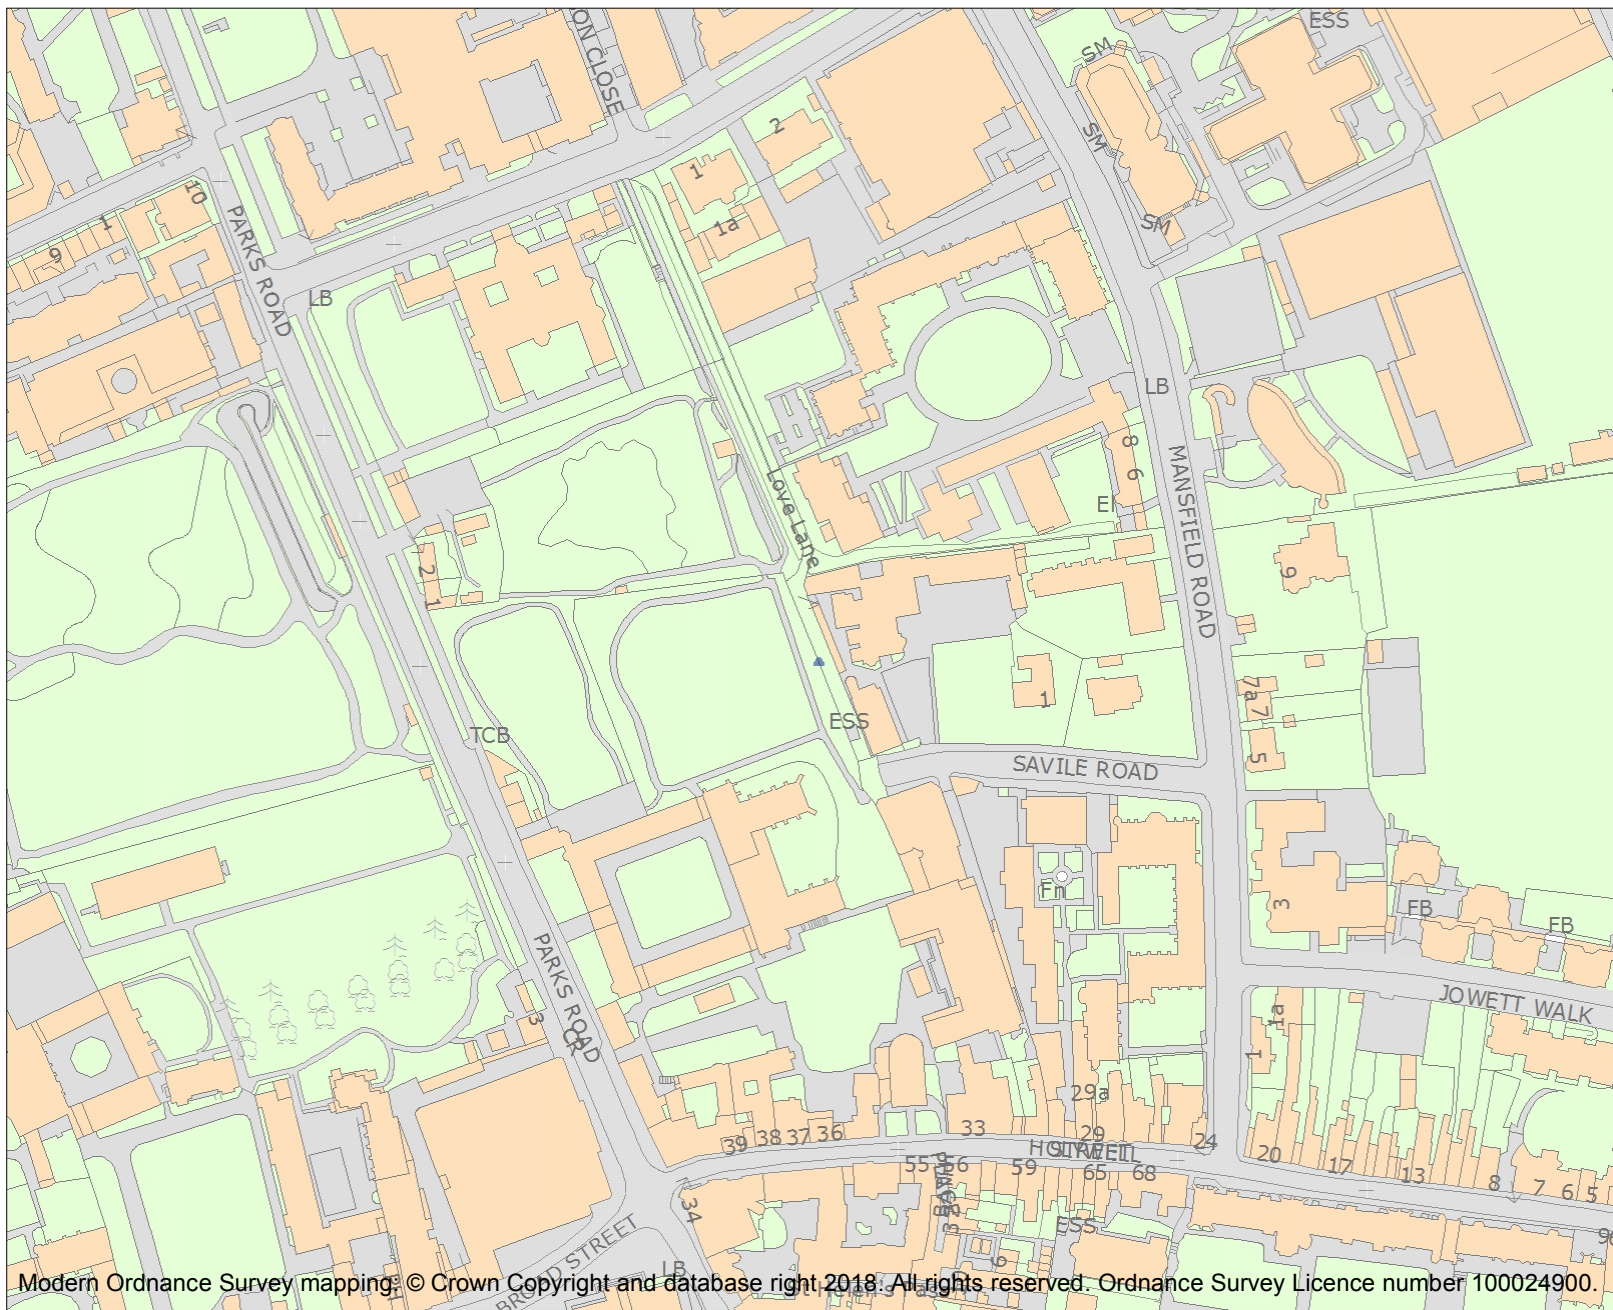 ESS
SM
ON CLOSE
2
SM
1
10
1
1a
SM
PARKS ROAD
9
LB
LB
8
6
MANSFIELD ROAD
Love Lane
El
2
9
1
7a
1
7
ESS
TCB
5
SAVILE ROAD
Fn
3
FB
FB
PARKS ROAD
JOWETT WALK
3
1a
1
29a
39
38
37
36
33
29
24
HOLYWELL
STREET
20
17
13
8
7
6
5
55
56
59
65
68
34
ESS
6
BROAD STREET
LB
Modern Ordnance Survey mapping: © Crown Copyright and database right 2018. All rights reserved. Ordnance Survey Licence number 100024900.